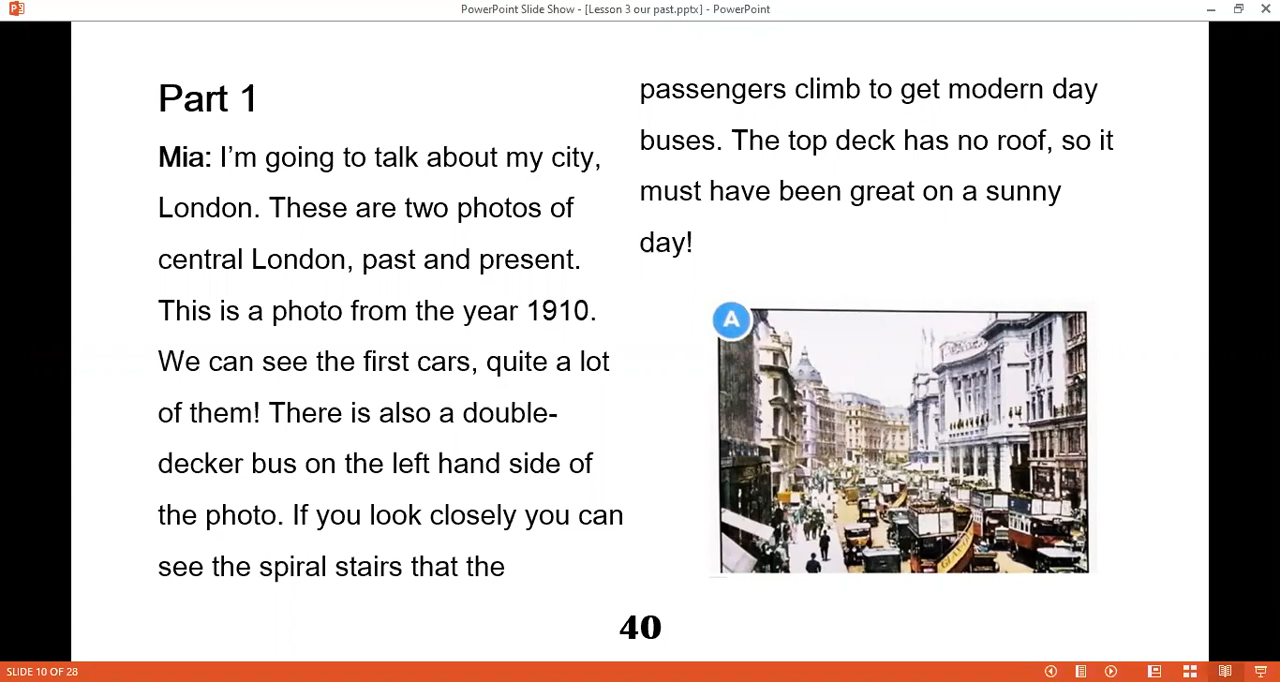 PowerPoint Slide Show - [Lesson 3 our past.pptx] - PowerPoint
Part 1
Mia: I'm going to talk about my city,
London. These are two photos of
central London, past and present.
This is a photo from the year 1910.
We can see the first cars, quite a lot
of them! There is also a double-
decker bus on the left hand side of
the photo. If you look closely you can
see the spiral stairs that the
passengers climb to get modern day
buses. The top deck has no roof, so it
must have been great on a sunny
day!
A
40
SLIDE 10 OF 28